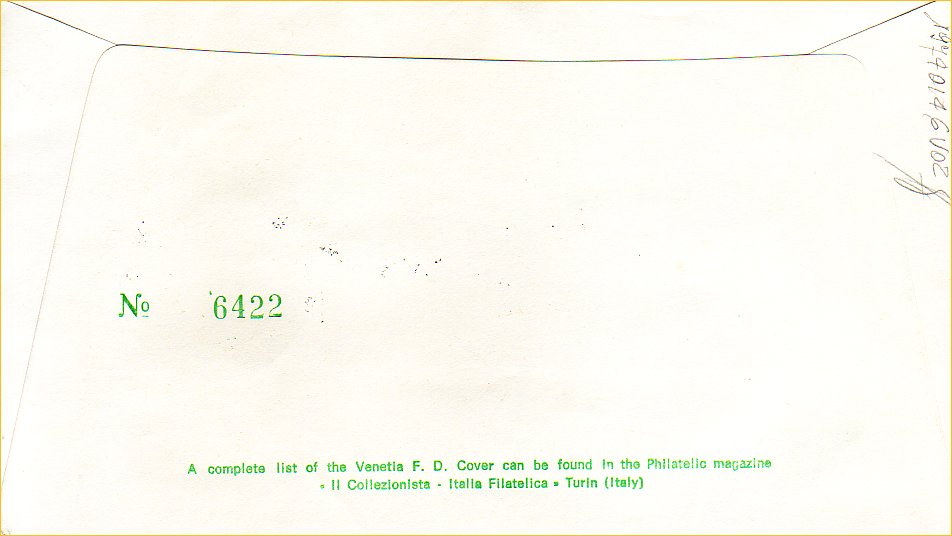 Nº 6422
A complete list of the Venetia F. D. Cover can be found in the Philatelic magazine
« Il Collezionista - Italia Filatelica » Turin (Italy)